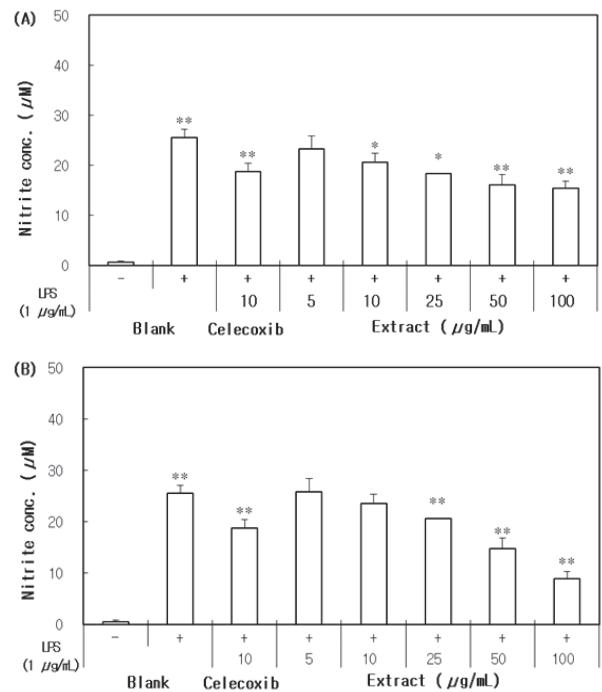 (A)
Nitrite conc. (μM)
50
40
30
20
10
0
** ** * * ** **
- + + + + + + +
LPS
(1 μg/mL)
10 5 10 25 50 100
Blank Celecoxib Extract (μg/mL)
(B)
Nitrite conc. (μM)
50
40
30
20
10
0
** ** ** ** **
- + + + + + + +
LPS
(1 μg/mL)
10 5 10 25 50 100
Blank Celecoxib Extract (μg/mL)